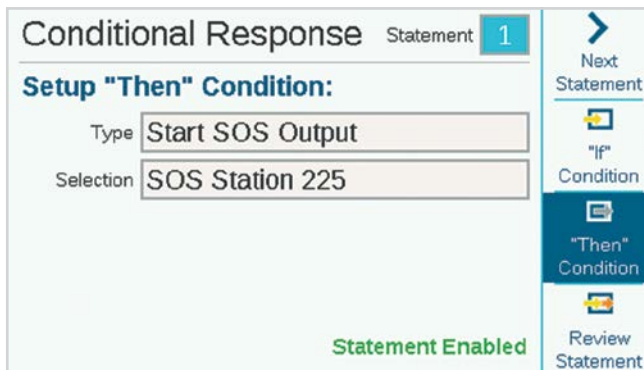 Conditional Response Statement 1
Setup "Then" Condition:
Type Start SOS Output
Selection SOS Station 225
Statement Enabled
Next
Statement
"If"
Condition
"Then"
Condition
Review
Statement